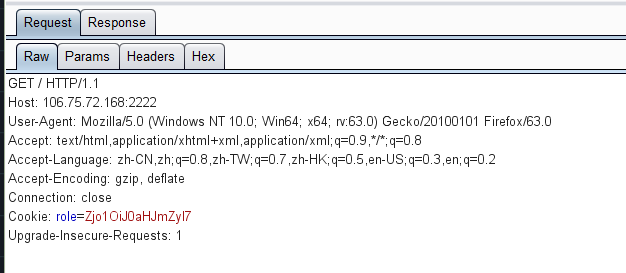 Request Response
Raw Params Headers Hex
GET / HTTP/1.1
Host: 106.75.72.168:2222
User-Agent: Mozilla/5.0 (Windows NT 10.0; Win64; x64; rv:63.0) Gecko/20100101 Firefox/63.0
Accept: text/html,application/xhtml+xml,application/xml;q=0.9,*/*;q=0.8
Accept-Language: zh-CN,zh;q=0.8,zh-TW;q=0.7,zh-HK;q=0.5,en-US;q=0.3,en;q=0.2
Accept-Encoding: gzip, deflate
Connection: close
Cookie: role=Zjo1OiJ0aHJmZyI7
Upgrade-Insecure-Requests: 1